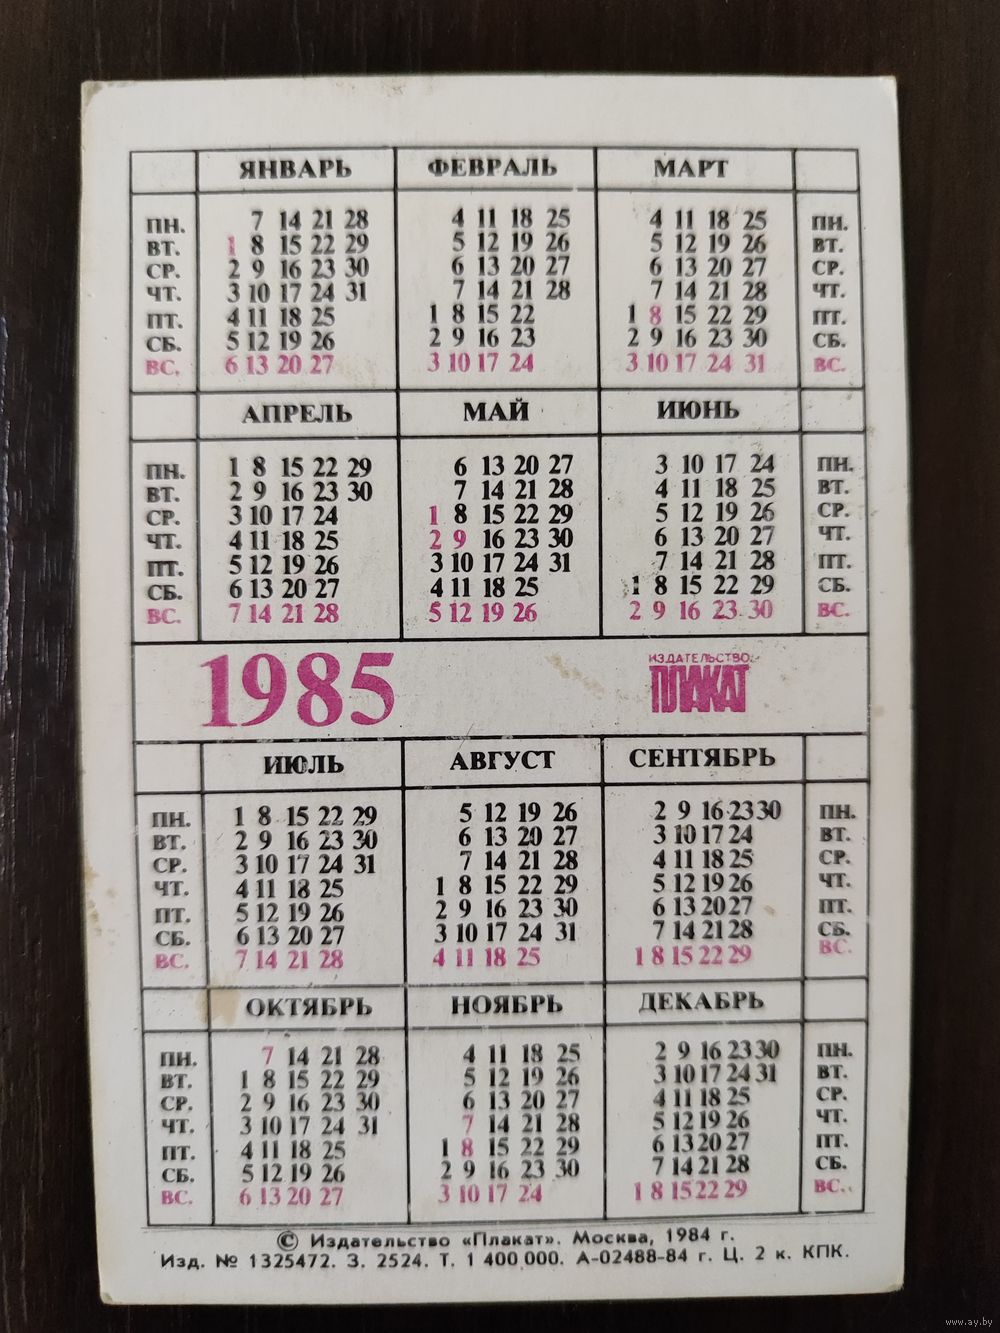 ЯНВАРЬ ФЕВРАЛЬ МАРТ
ПН. 7 14 21 28 4 11 18 25 4 11 18 25 ПН.
ВТ. 1 8 15 22 29 5 12 19 26 5 12 19 26 ВТ.
СР. 2 9 16 23 30 6 13 20 27 6 13 20 27 СР.
ЧТ. 3 10 17 24 31 7 14 21 28 7 14 21 28 ЧТ.
ПТ. 4 11 18 25 1 8 15 22 1 8 15 22 29 ПТ.
СБ. 5 12 19 26 2 9 16 23 2 9 16 23 30 СБ.
ВС. 6 13 20 27 3 10 17 24 3 10 17 24 31 ВС.
АПРЕЛЬ МАЙ ИЮНЬ
ПН. 1 8 15 22 29 6 13 20 27 3 10 17 24 ПН.
ВТ. 2 9 16 23 30 7 14 21 28 4 11 18 25 ВТ.
СР. 3 10 17 24 1 8 15 22 29 5 12 19 26 СР.
ЧТ. 4 11 18 25 2 9 16 23 30 6 13 20 27 ЧТ.
ПТ. 5 12 19 26 3 10 17 24 31 7 14 21 28 ПТ.
СБ. 6 13 20 27 4 11 18 25 1 8 15 22 29 СБ.
ВС. 7 14 21 28 5 12 19 26 2 9 16 23 30 ВС.
1985 ИЗДАТЕЛЬСТВО ПЛАКАТ
ИЮЛЬ АВГУСТ СЕНТЯБРЬ
ПН. 1 8 15 22 29 5 12 19 26 2 9 16 23 30 ПН.
ВТ. 2 9 16 23 30 6 13 20 27 3 10 17 24 ВТ.
СР. 3 10 17 24 31 7 14 21 28 4 11 18 25 СР.
ЧТ. 4 11 18 25 1 8 15 22 29 5 12 19 26 ЧТ.
ПТ. 5 12 19 26 2 9 16 23 30 6 13 20 27 ПТ.
СБ. 6 13 20 27 3 10 17 24 31 7 14 21 28 СБ.
ВС. 7 14 21 28 4 11 18 25 1 8 15 22 29 ВС.
ОКТЯБРЬ НОЯБРЬ ДЕКАБРЬ
ПН. 7 14 21 28 4 11 18 25 2 9 16 23 30 ПН.
ВТ. 1 8 15 22 29 5 12 19 26 3 10 17 24 31 ВТ.
СР. 2 9 16 23 30 6 13 20 27 4 11 18 25 СР.
ЧТ. 3 10 17 24 31 7 14 21 28 5 12 19 26 ЧТ.
ПТ. 4 11 18 25 1 8 15 22 29 6 13 20 27 ПТ.
СБ. 5 12 19 26 2 9 16 23 30 7 14 21 28 СБ.
ВС. 6 13 20 27 3 10 17 24 1 8 15 22 29 ВС.
© Издательство «Плакат». Москва, 1984 г.
Изд. № 1325472. З. 2524. Т. 1 400 000. А-02488-84 г. Ц. 2 к. КПК.
www.ay.by